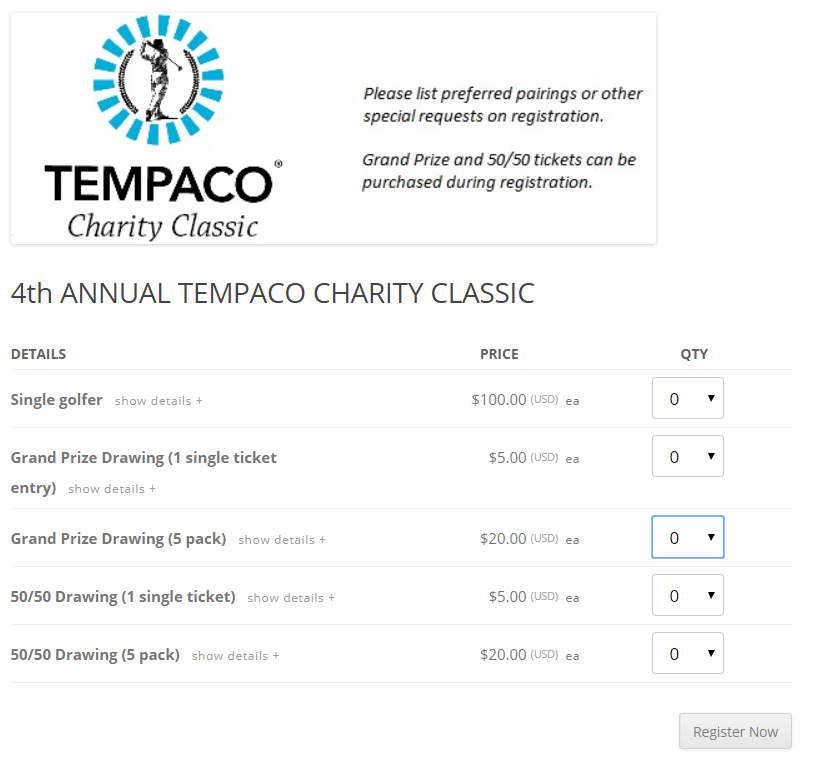 Please list preferred pairings or other
special requests on registration.
Grand Prize and 50/50 tickets can be
purchased during registration.
TEMPACO®
Charity Classic
4th ANNUAL TEMPACO CHARITY CLASSIC
DETAILS PRICE QTY
Single golfer show details + $100.00 (USD) ea 0
Grand Prize Drawing (1 single ticket
entry) show details + $5.00 (USD) ea 0
Grand Prize Drawing (5 pack) show details + $20.00 (USD) ea 0
50/50 Drawing (1 single ticket) show details + $5.00 (USD) ea 0
50/50 Drawing (5 pack) show details + $20.00 (USD) ea 0
Register Now